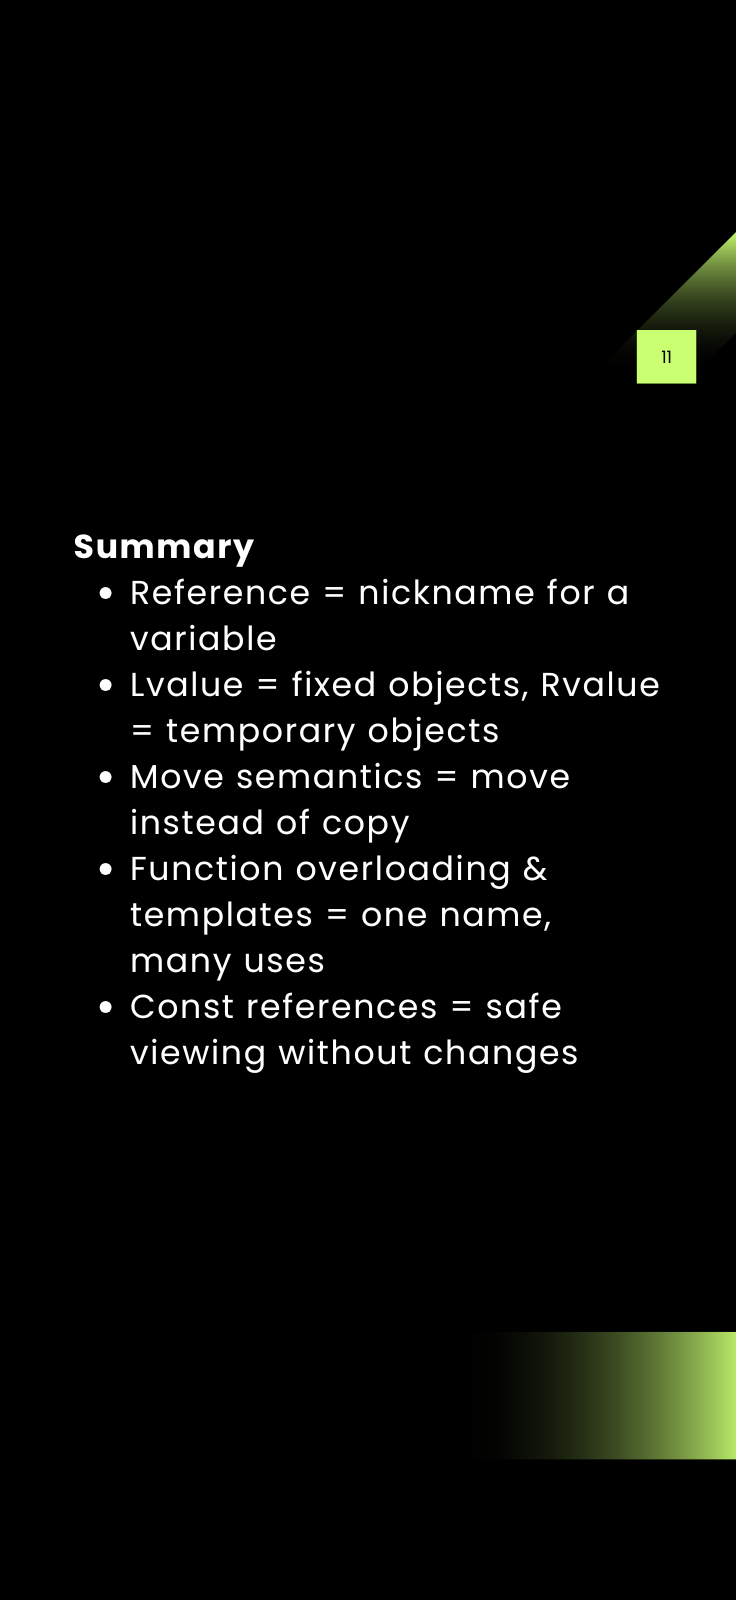 11
Summary
• Reference = nickname for a
variable
• Lvalue = fixed objects, Rvalue
= temporary objects
• Move semantics = move
instead of copy
• Function overloading &
templates = one name,
many uses
• Const references = safe
viewing without changes